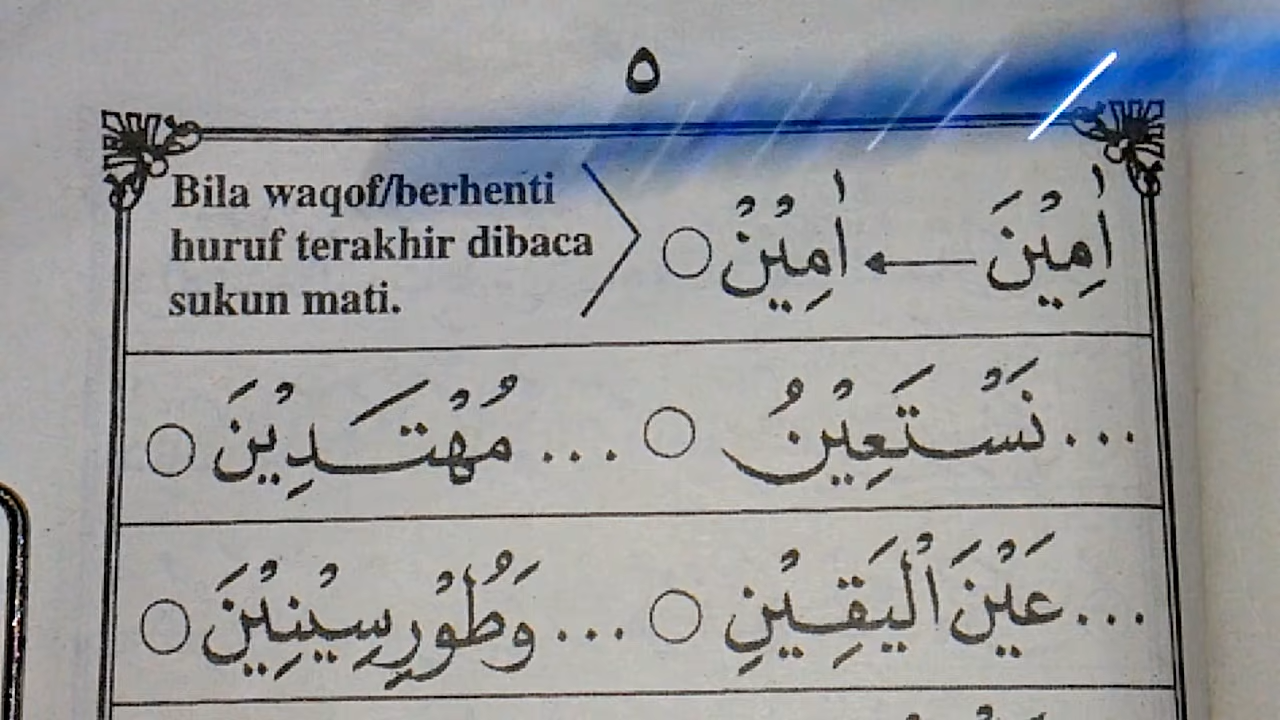 ٥
Bila waqof/berhenti
huruf terakhir dibaca
sukun mati.
اٰمِيْنَ ← اٰمِيْنْ ○
... نَسْتَعِيْنُ ○ ... مُهْتَدِيْنَ ○
... عَيْنَ الْيَقِيْنِ ○ ... وَطُوْرِ سِيْنِيْنَ ○